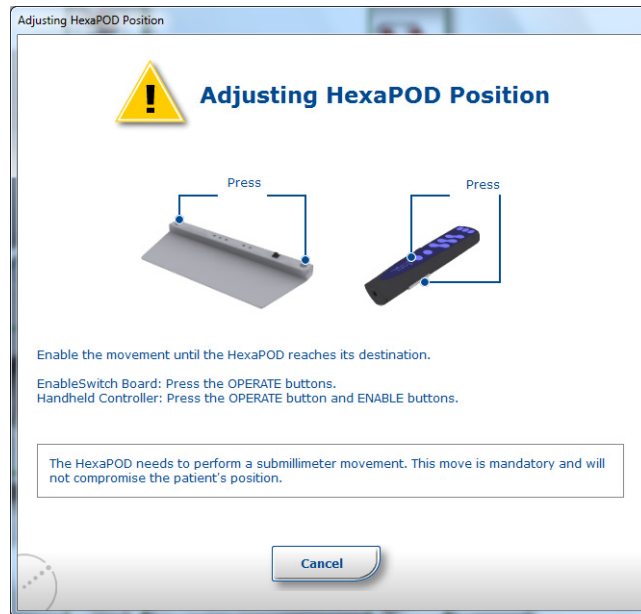 Adjusting HexaPOD Position
Adjusting HexaPOD Position
Press
Press
Enable the movement until the HexaPOD reaches its destination.
EnableSwitch Board: Press the OPERATE buttons.
Handheld Controller: Press the OPERATE button and ENABLE buttons.
The HexaPOD needs to perform a submillimeter movement. This move is mandatory and will
not compromise the patient's position.
Cancel